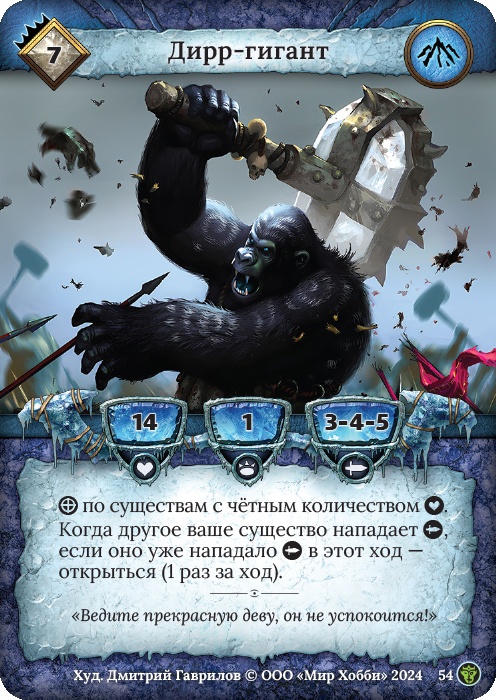 7
Дирр-гигант
14
1
3-4-5
по существам с чётным количеством .
Когда другое ваше существо нападает ,
если оно уже нападало в этот ход —
открыться (1 раз за ход).
«Ведите прекрасную деву, он не успокоится!»
Худ. Дмитрий Гаврилов © ООО «Мир Хобби» 2024 54